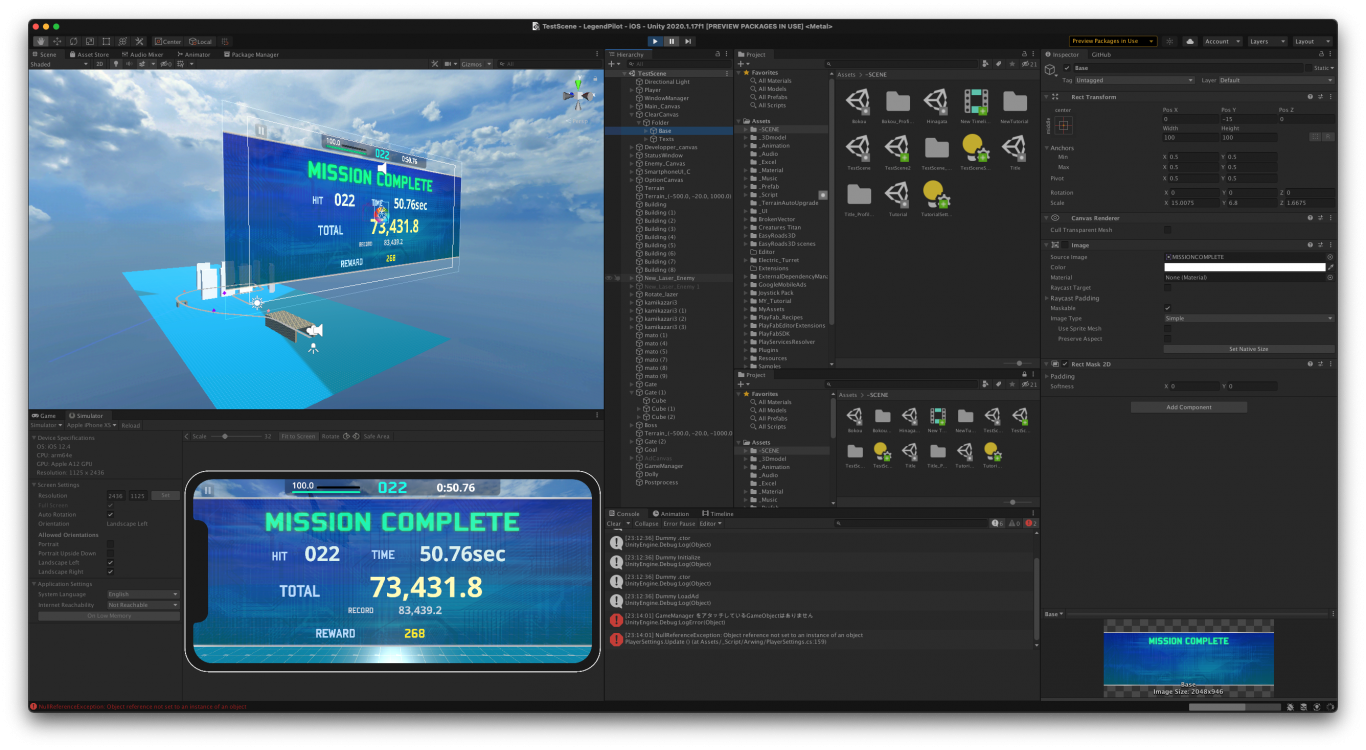 TestScene - LegendPilot - iOS - Unity 2020.1.17f1 [PREVIEW PACKAGES IN USE] <Metal>
Center Local
Preview Packages in Use Account Layers Layout
Scene Asset Store Audio Mixer Animator Package Manager
Shaded 2D Gizmos All
100.0 022 0:50.76
MISSION COMPLETE
HIT 022 TIME 50.76sec
TOTAL 73,431.8
RECORD 83,439.2
REWARD 268
Game Simulator
Simulator Apple iPhone XS Reload
Scale 52 Fit to Screen Rotate Safe Area
Device Specifications
OS: iOS 12.4
CPU: arm64e
GPU: Apple A12 GPU
Resolution: 1125 x 2436
Screen Settings
Resolution 2436 1125 Set
Full Screen
Auto Rotation
Orientation Landscape Left
Allowed Orientations
Portrait
Portrait Upside Down
Landscape Left
Landscape Right
Application Settings
System Language English
Internet Reachability Not Reachable
On Low Memory
100.0 022 0:50.76
MISSION COMPLETE
HIT 022 TIME 50.76sec
TOTAL 73,431.8
RECORD 83,439.2
REWARD 268
Hierarchy
All
TestScene
Directional Light
Player
WindowManager
Main_Canvas
ClearCanvas
Folder
Base
Texts
Developper_canvas
StatusWindow
Enemy_Canvas
SmartphoneUI_C
OptionCanvas
Terrain
Terrain_(-500.0, -20.0, 1000.0)
Building
Building (1)
Building (2)
Building (3)
Building (4)
Building (5)
Building (6)
Building (7)
Building (8)
New_Laser_Enemy
New_Laser_Enemy 1
Rotate_lazer
kamikazari3
kamikazari3 (1)
kamikazari3 (2)
kamikazari3 (3)
mato (1)
mato (4)
mato (5)
mato (7)
mato (8)
mato (9)
Gate
Gate (1)
Cube
Cube (1)
Cube (2)
Boss
Terrain_(-500.0, -20.0, -1000.0)
Gate (2)
Goal
AdCanvas
GameManager
Dolly
Postprocess
Project
21
Favorites
All Materials
All Models
All Prefabs
All Scripts
Assets
-SCENE
_3Dmodel
_Animation
_Audio
_Excel
_Material
_Music
_Prefab
_Script
_TerrainAutoUpgrade
_UI
BrokenVector
Creatures Titan
EasyRoads3D
EasyRoads3D scenes
Editor
Electric_Turret
Extensions
ExternalDependencyMana
GoogleMobileAds
Joystick Pack
MY_Tutorial
MyAssets
PlayFab_Recipes
PlayFabEditorExtensions
PlayFabSDK
PlayServicesResolver
Plugins
Resources
Samples
Assets > -SCENE
Bokou Bokou_Profi... Hinagata New Timeli... NewTutorial
TestScene TestScene2 TestScene_... TestSceneS... Title
Title_Profil... Tutorial TutorialSett...
Project
21
Favorites
All Materials
All Models
All Prefabs
All Scripts
Assets
-SCENE
_3Dmodel
_Animation
_Audio
_Excel
_Material
_Music
Assets > -SCENE
Bokou Bokou... Hinaga... New T... NewTu... TestSc... TestSc...
TestSc... TestSc... Title Title_P... Tutori... Tutori...
Console Animation Timeline
Clear Collapse Error Pause Editor 6 0 2
[23:12:36] Dummy .ctor
UnityEngine.Debug:Log(Object)
[23:12:36] Dummy Initialize
UnityEngine.Debug:Log(Object)
[23:12:36] Dummy .ctor
UnityEngine.Debug:Log(Object)
[23:12:36] Dummy LoadAd
UnityEngine.Debug:Log(Object)
[23:14:01] GameManager をアタッチしているGameObjectはありません
UnityEngine.Debug:LogError(Object)
[23:14:01] NullReferenceException: Object reference not set to an instance of an object
PlayerSettings.Update () (at Assets/_Script/Arwing/PlayerSettings.cs:159)
Inspector GitHub
Base Static
Tag Untagged Layer Default
Rect Transform
center Pos X Pos Y Pos Z
middle 0 -15 0
Width Height
100 100
Anchors
Min X 0.5 Y 0.5
Max X 0.5 Y 0.5
Pivot X 0.5 Y 0.5
Rotation X 0 Y 0 Z 0
Scale X 15.0075 Y 6.8 Z 1.6675
Canvas Renderer
Cull Transparent Mesh
Image
Source Image MISSIONCOMPLETE
Color
Material None (Material)
Raycast Target
Raycast Padding
Maskable
Image Type Simple
Use Sprite Mesh
Preserve Aspect
Set Native Size
Rect Mask 2D
Padding
Softness X 0 Y 0
Add Component
Base
MISSION COMPLETE
Base
Image Size: 2048x946
NullReferenceException: Object reference not set to an instance of an object